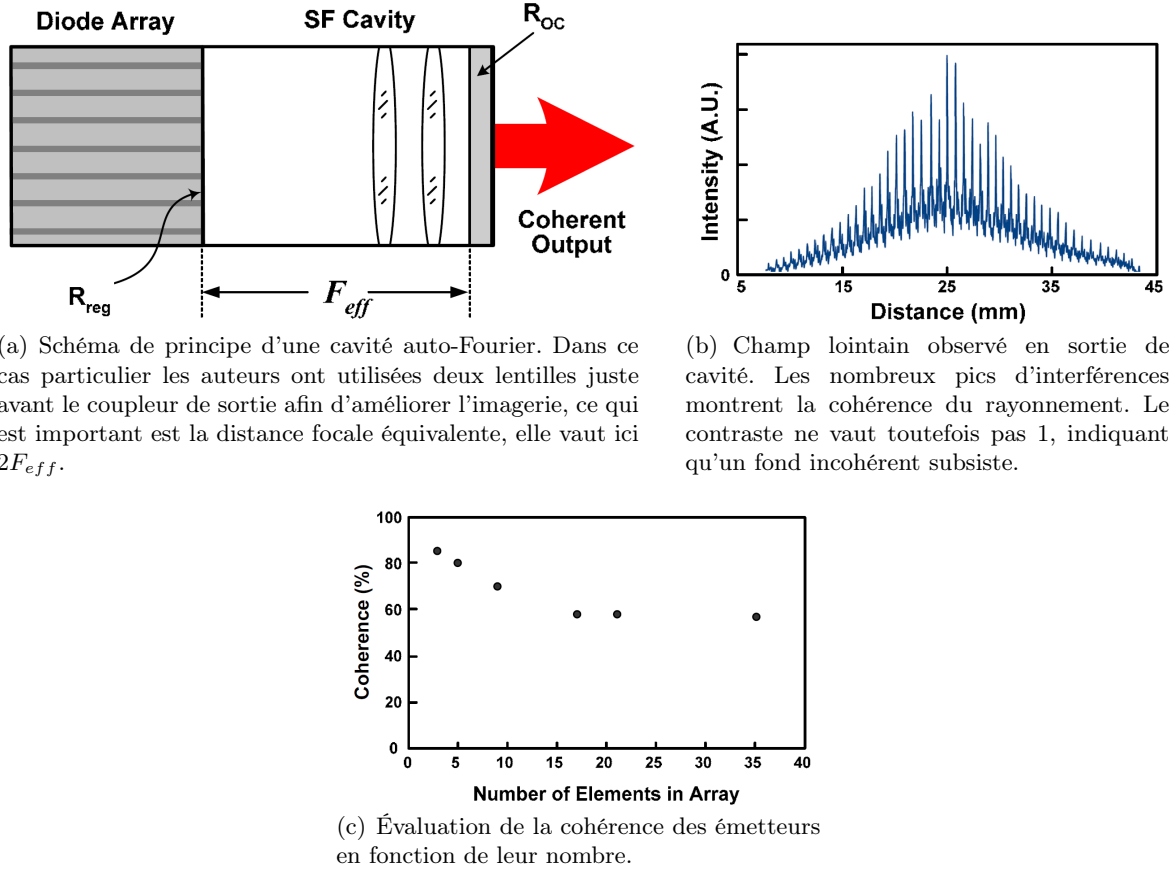 Diode Array
SF Cavity
R_OC
R_reg
F_eff
Coherent
Output
(a) Schéma de principe d'une cavité auto-Fourier. Dans ce
cas particulier les auteurs ont utilisées deux lentilles juste
avant le coupleur de sortie afin d'améliorer l'imagerie, ce qui
est important est la distance focale équivalente, elle vaut ici
2F_eff.
Intensity (A.U.)
0
5
15
25
35
45
Distance (mm)
(b) Champ lointain observé en sortie de
cavité. Les nombreux pics d'interférences
montrent la cohérence du rayonnement. Le
contraste ne vaut toutefois pas 1, indiquant
qu'un fond incohérent subsiste.
Coherence (%)
100
80
60
40
20
0
0
5
10
15
20
25
30
35
40
Number of Elements in Array
(c) Évaluation de la cohérence des émetteurs
en fonction de leur nombre.